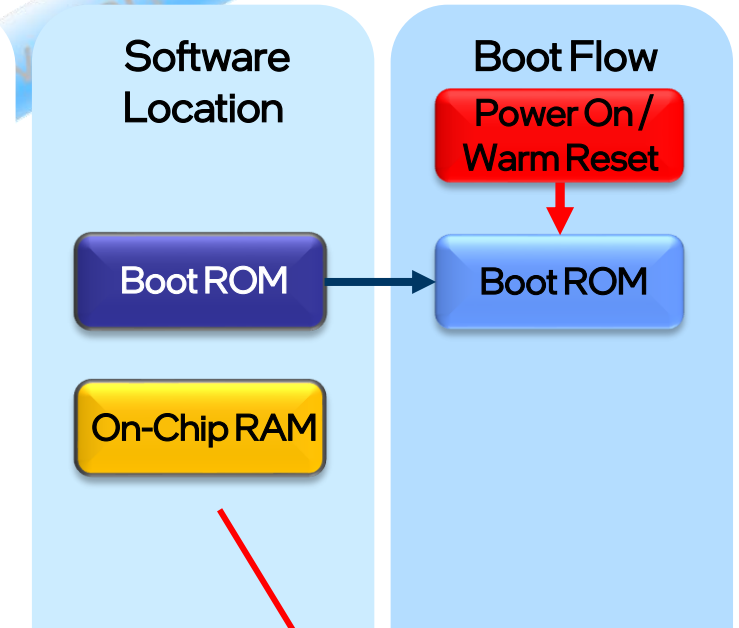 Software
Location
Boot ROM
On-Chip RAM
Boot Flow
Power On /
Warm Reset
Boot ROM